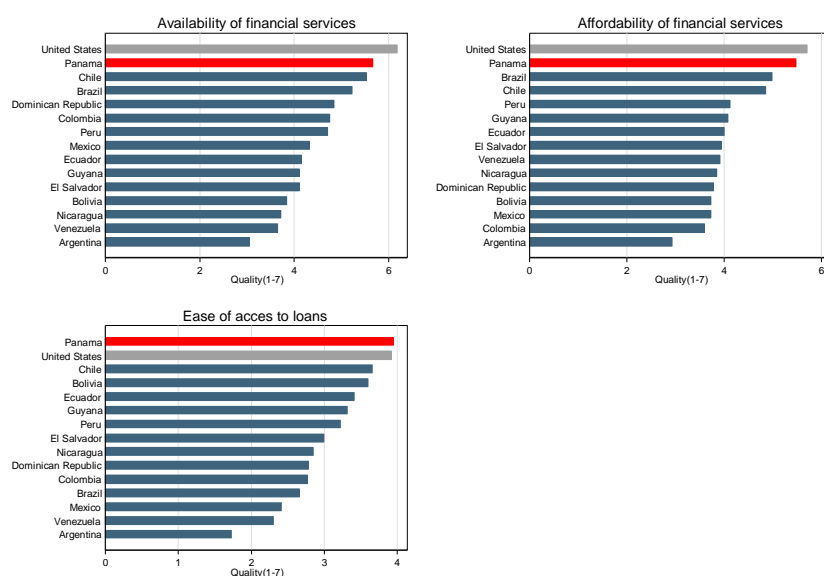 Availability of financial services
United States
Panama
Chile
Brazil
Dominican Republic
Colombia
Peru
Mexico
Ecuador
Guyana
El Salvador
Bolivia
Nicaragua
Venezuela
Argentina
0 2 4 6
Quality(1-7)
Affordability of financial services
United States
Panama
Brazil
Chile
Peru
Guyana
Ecuador
El Salvador
Venezuela
Nicaragua
Dominican Republic
Bolivia
Mexico
Colombia
Argentina
0 2 4 6
Quality(1-7)
Ease of acces to loans
Panama
United States
Chile
Bolivia
Ecuador
Guyana
Peru
El Salvador
Nicaragua
Dominican Republic
Colombia
Brazil
Mexico
Venezuela
Argentina
0 1 2 3 4
Quality(1-7)